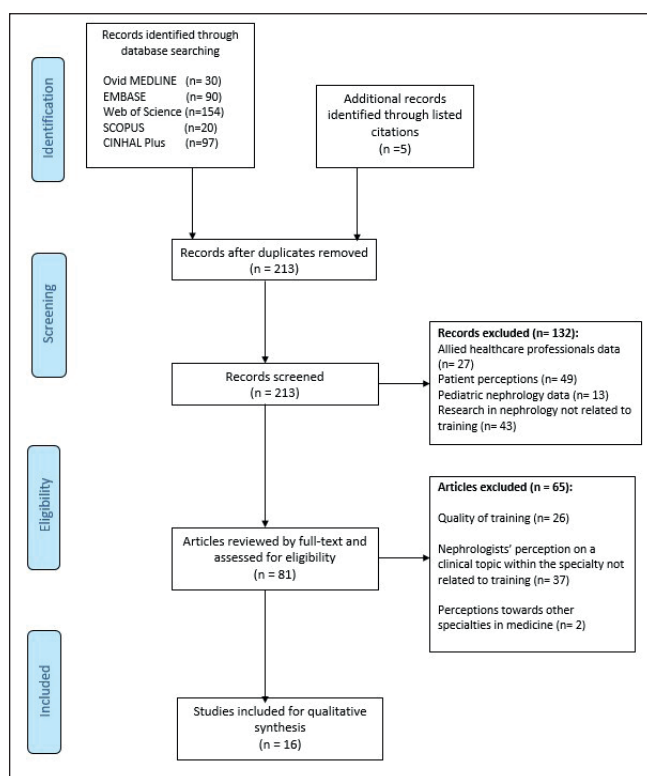 Identification
Records identified through
database searching
Ovid MEDLINE (n= 30)
EMBASE (n= 90)
Web of Science (n=154)
SCOPUS (n=20)
CINHAL Plus (n=97)
Additional records
identified through listed
citations
(n =5)
Screening
Records after duplicates removed
(n = 213)
Records screened
(n = 213)
Records excluded (n= 132):
Allied healthcare professionals data
(n= 27)
Patient perceptions (n= 49)
Pediatric nephrology data (n= 13)
Research in nephrology not related to
training (n= 43)
Eligibility
Articles reviewed by full-text and
assessed for eligibility
(n = 81)
Articles excluded (n = 65):
Quality of training (n= 26)
Nephrologists' perception on a
clinical topic within the specialty not
related to training (n= 37)
Perceptions towards other
specialties in medicine (n= 2)
Included
Studies included for qualitative
synthesis
(n = 16)